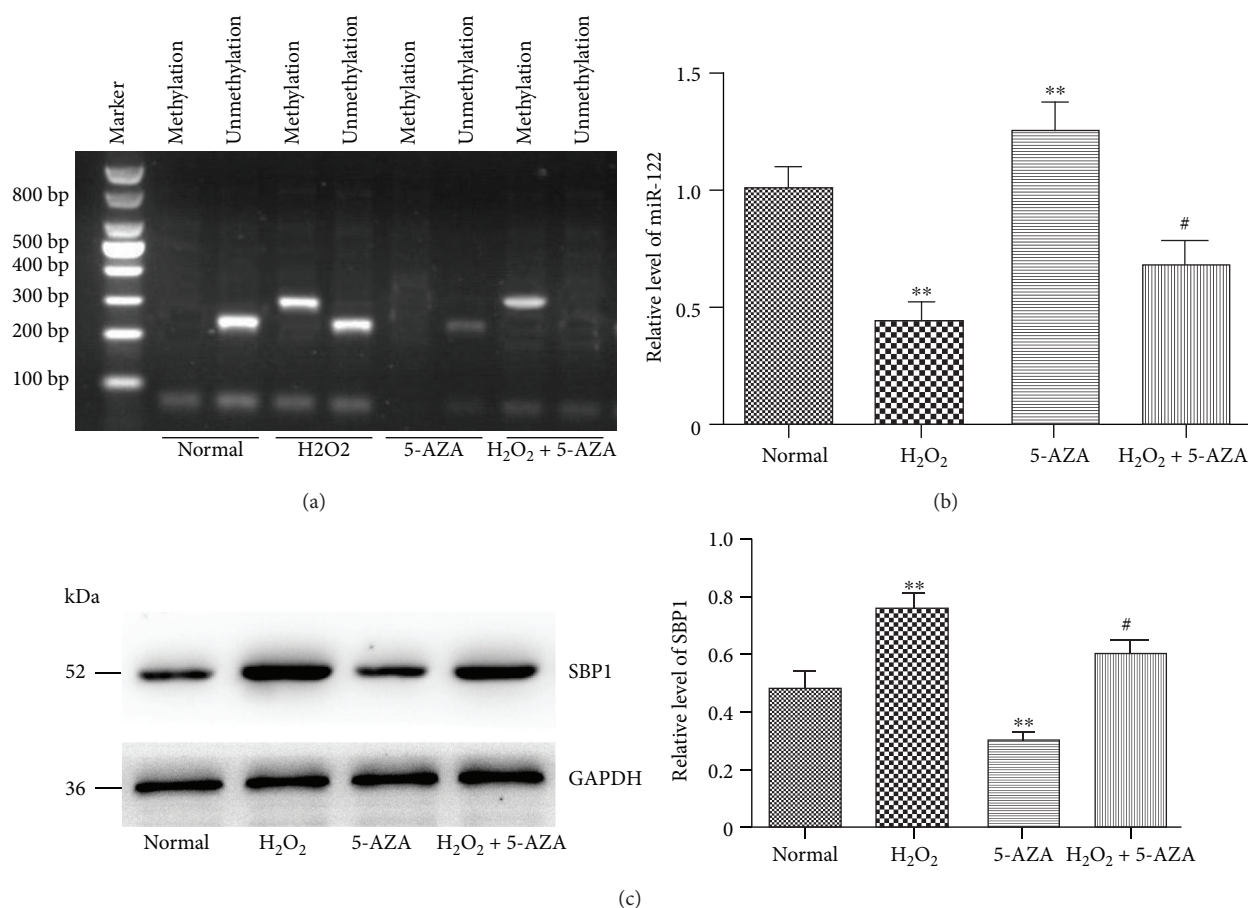 Marker
Methylation
Unmethylation
Methylation
Unmethylation
Methylation
Unmethylation
Methylation
Unmethylation
800 bp
500 bp
400 bp
300 bp
200 bp
100 bp
Normal
H2O2
5-AZA
H₂O₂ + 5-AZA
(a)
Relative level of miR-122
1.5
1.0
0.5
0
**
**
#
Normal
H₂O₂
5-AZA
H₂O₂ + 5-AZA
(b)
kDa
52
SBP1
36
GAPDH
Normal
H₂O₂
5-AZA
H₂O₂ + 5-AZA
Relative level of SBP1
1.0
0.8
0.6
0.4
0.2
0
**
**
#
Normal
H₂O₂
5-AZA
H₂O₂ + 5-AZA
(c)